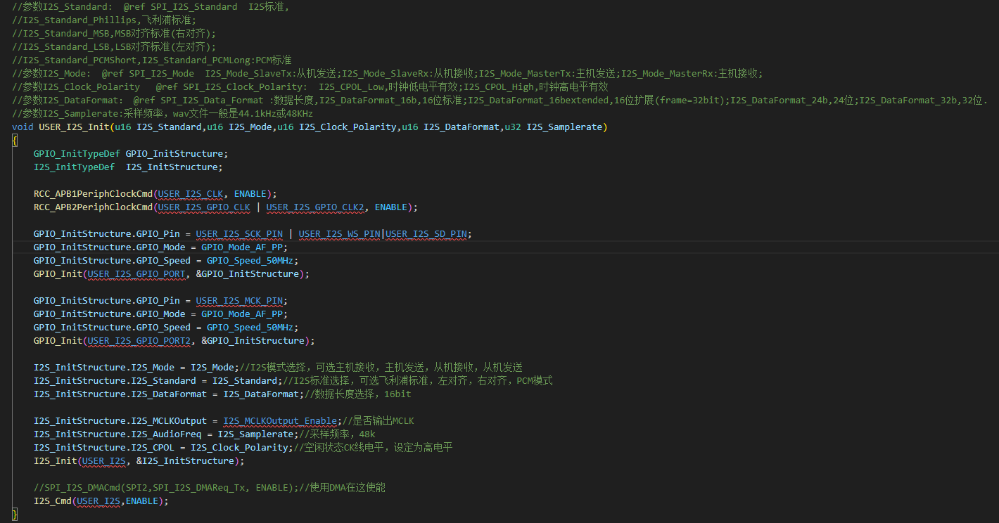 //参数I2S_Standard:  @ref SPI_I2S_Standard  I2S标准,
//I2S_Standard_Phillips,飞利浦标准;
//I2S_Standard_MSB,MSB对齐标准(右对齐);
//I2S_Standard_LSB,LSB对齐标准(左对齐);
//I2S_Standard_PCMShort,I2S_Standard_PCMLong:PCM标准
//参数I2S_Mode:  @ref SPI_I2S_Mode  I2S_Mode_SlaveTx:从机发送;I2S_Mode_SlaveRx:从机接收;I2S_Mode_MasterTx:主机发送;I2S_Mode_MasterRx:主机接收;
//参数I2S_Clock_Polarity   @ref SPI_I2S_Clock_Polarity:  I2S_CPOL_Low,时钟低电平有效;I2S_CPOL_High,时钟高电平有效
//参数I2S_DataFormat:  @ref SPI_I2S_Data_Format :数据长度,I2S_DataFormat_16b,16位标准;I2S_DataFormat_16bextended,16位扩展(frame=32bit);I2S_DataFormat_24b,24位;I2S_DataFormat_32b,32位.
//参数I2S_Samplerate:采样频率，wav文件一般是44.1kHz或48KHz
void USER_I2S_Init(u16 I2S_Standard,u16 I2S_Mode,u16 I2S_Clock_Polarity,u16 I2S_DataFormat,u32 I2S_Samplerate)
{
    GPIO_InitTypeDef GPIO_InitStructure;
    I2S_InitTypeDef  I2S_InitStructure;
    RCC_APB1PeriphClockCmd(USER_I2S_CLK, ENABLE);
    RCC_APB2PeriphClockCmd(USER_I2S_GPIO_CLK | USER_I2S_GPIO_CLK2, ENABLE);
    GPIO_InitStructure.GPIO_Pin = USER_I2S_SCK_PIN | USER_I2S_WS_PIN|USER_I2S_SD_PIN;
    GPIO_InitStructure.GPIO_Mode = GPIO_Mode_AF_PP;
    GPIO_InitStructure.GPIO_Speed = GPIO_Speed_50MHz;
    GPIO_Init(USER_I2S_GPIO_PORT, &GPIO_InitStructure);
    GPIO_InitStructure.GPIO_Pin = USER_I2S_MCK_PIN;
    GPIO_InitStructure.GPIO_Mode = GPIO_Mode_AF_PP;
    GPIO_InitStructure.GPIO_Speed = GPIO_Speed_50MHz;
    GPIO_Init(USER_I2S_GPIO_PORT2, &GPIO_InitStructure);
    I2S_InitStructure.I2S_Mode = I2S_Mode;//I2S模式选择，可选主机接收，主机发送，从机接收，从机发送
    I2S_InitStructure.I2S_Standard = I2S_Standard;//I2S标准选择，可选飞利浦标准，左对齐，右对齐，PCM模式
    I2S_InitStructure.I2S_DataFormat = I2S_DataFormat;//数据长度选择，16bit
    I2S_InitStructure.I2S_MCLKOutput = I2S_MCLKOutput_Enable;//是否输出MCLK
    I2S_InitStructure.I2S_AudioFreq = I2S_Samplerate;//采样频率，48k
    I2S_InitStructure.I2S_CPOL = I2S_Clock_Polarity;//空闲状态CK线电平，设定为高电平
    I2S_Init(USER_I2S, &I2S_InitStructure);
    //SPI_I2S_DMACmd(SPI2,SPI_I2S_DMAReq_Tx, ENABLE);//使用DMA在这使能
    I2S_Cmd(USER_I2S,ENABLE);
}